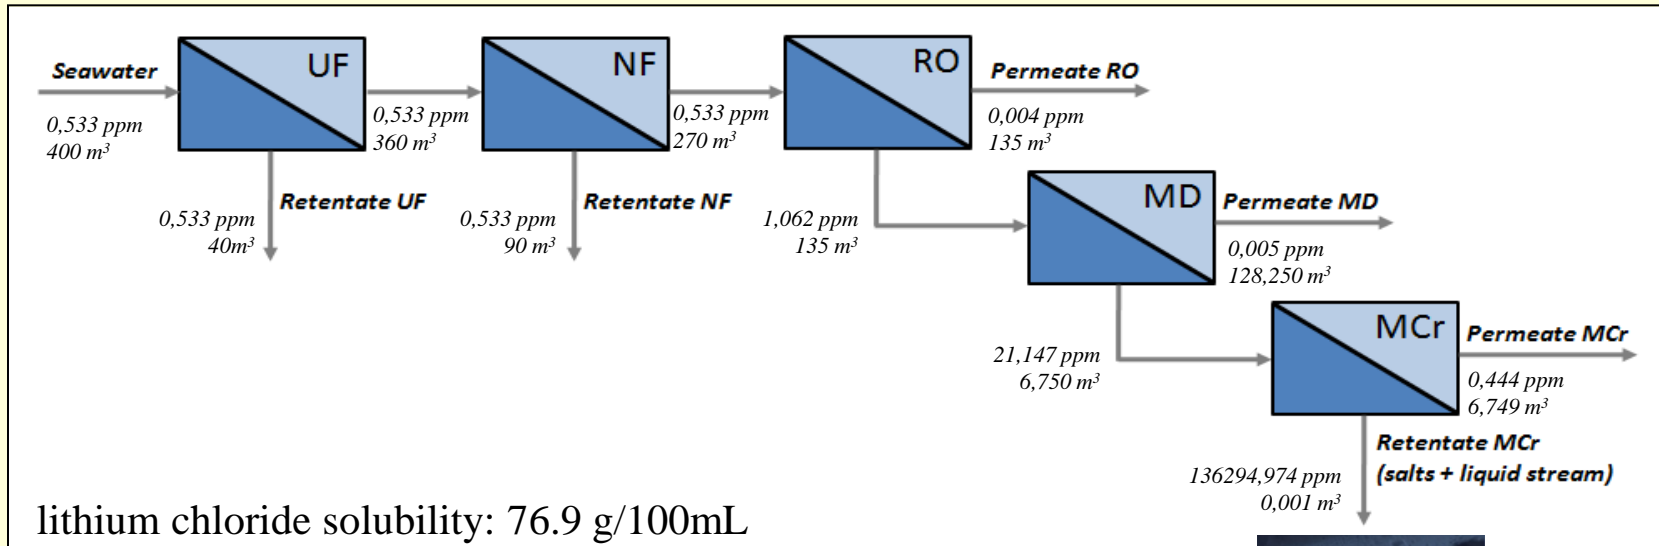 UF
NF
RO
Seawater
Permeate RO
0,533 ppm
400 m³
0,533 ppm
360 m³
0,533 ppm
270 m³
0,004 ppm
135 m³
Retentate UF
0,533 ppm
40m³
Retentate NF
0,533 ppm
90 m³
1,062 ppm
135 m³
MD
Permeate MD
0,005 ppm
128,250 m³
MCr
Permeate MCr
21,147 ppm
6,750 m³
0,444 ppm
6,749 m³
Retentate MCr
(salts + liquid stream)
136294,974 ppm
0,001 m³
lithium chloride solubility: 76.9 g/100mL